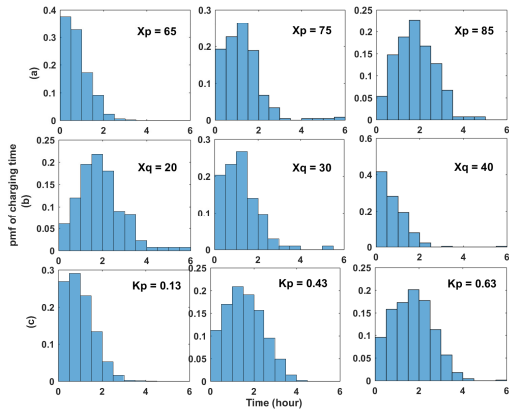 0.4
0.3
0.2
0.1
0
0 2 4 6
Xp = 65
0.3
0.2
0.1
0
0 2 4 6
Xp = 75
0.25
0.2
0.15
0.1
0.05
0
0 2 4 6
Xp = 85
(a)
0.25
0.2
0.15
0.1
0.05
0
0 2 4 6
Xq = 20
0.3
0.2
0.1
0
0 2 4 6
Xq = 30
0.6
0.4
0.2
0
0 2 4 6
Xq = 40
(b)
pmf of charging time
0.3
0.2
0.1
0
0 2 4 6
Kp = 0.13
0.25
0.2
0.15
0.1
0.05
0
0 2 4 6
Kp = 0.43
0.25
0.2
0.15
0.1
0.05
0
0 2 4 6
Kp = 0.63
(c)
Time (hour)